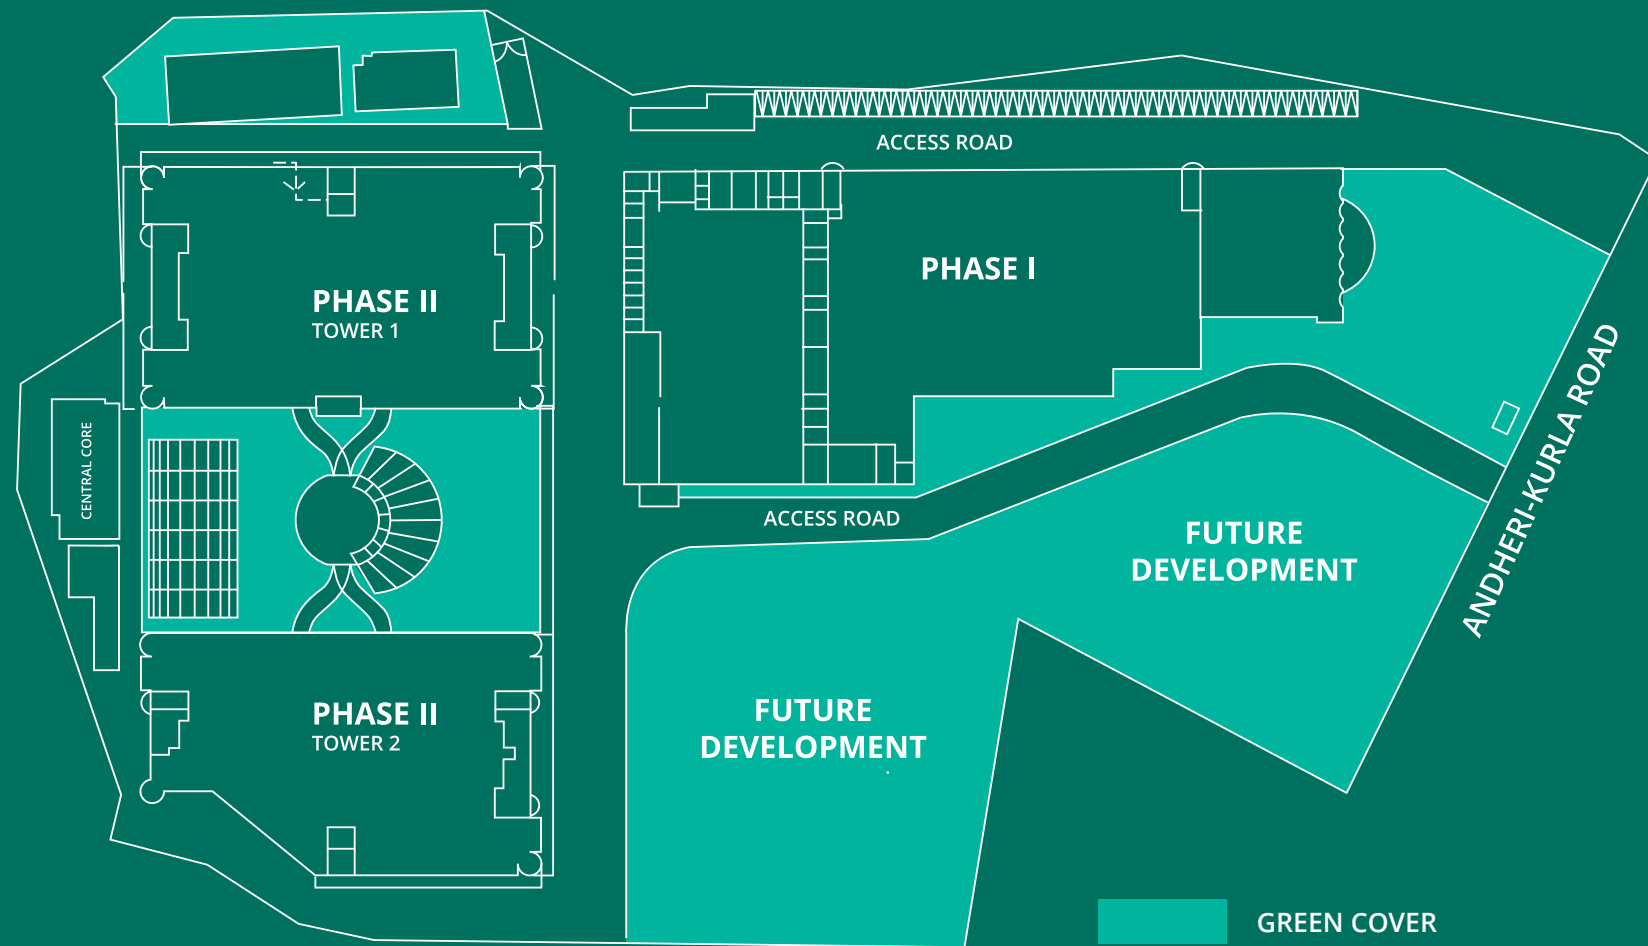 ACCESS ROAD
PHASE I
PHASE II
TOWER 1
ANDHERI-KURLA ROAD
CENTRAL CORE
ACCESS ROAD
FUTURE
DEVELOPMENT
FUTURE
DEVELOPMENT
PHASE II
TOWER 2
GREEN COVER